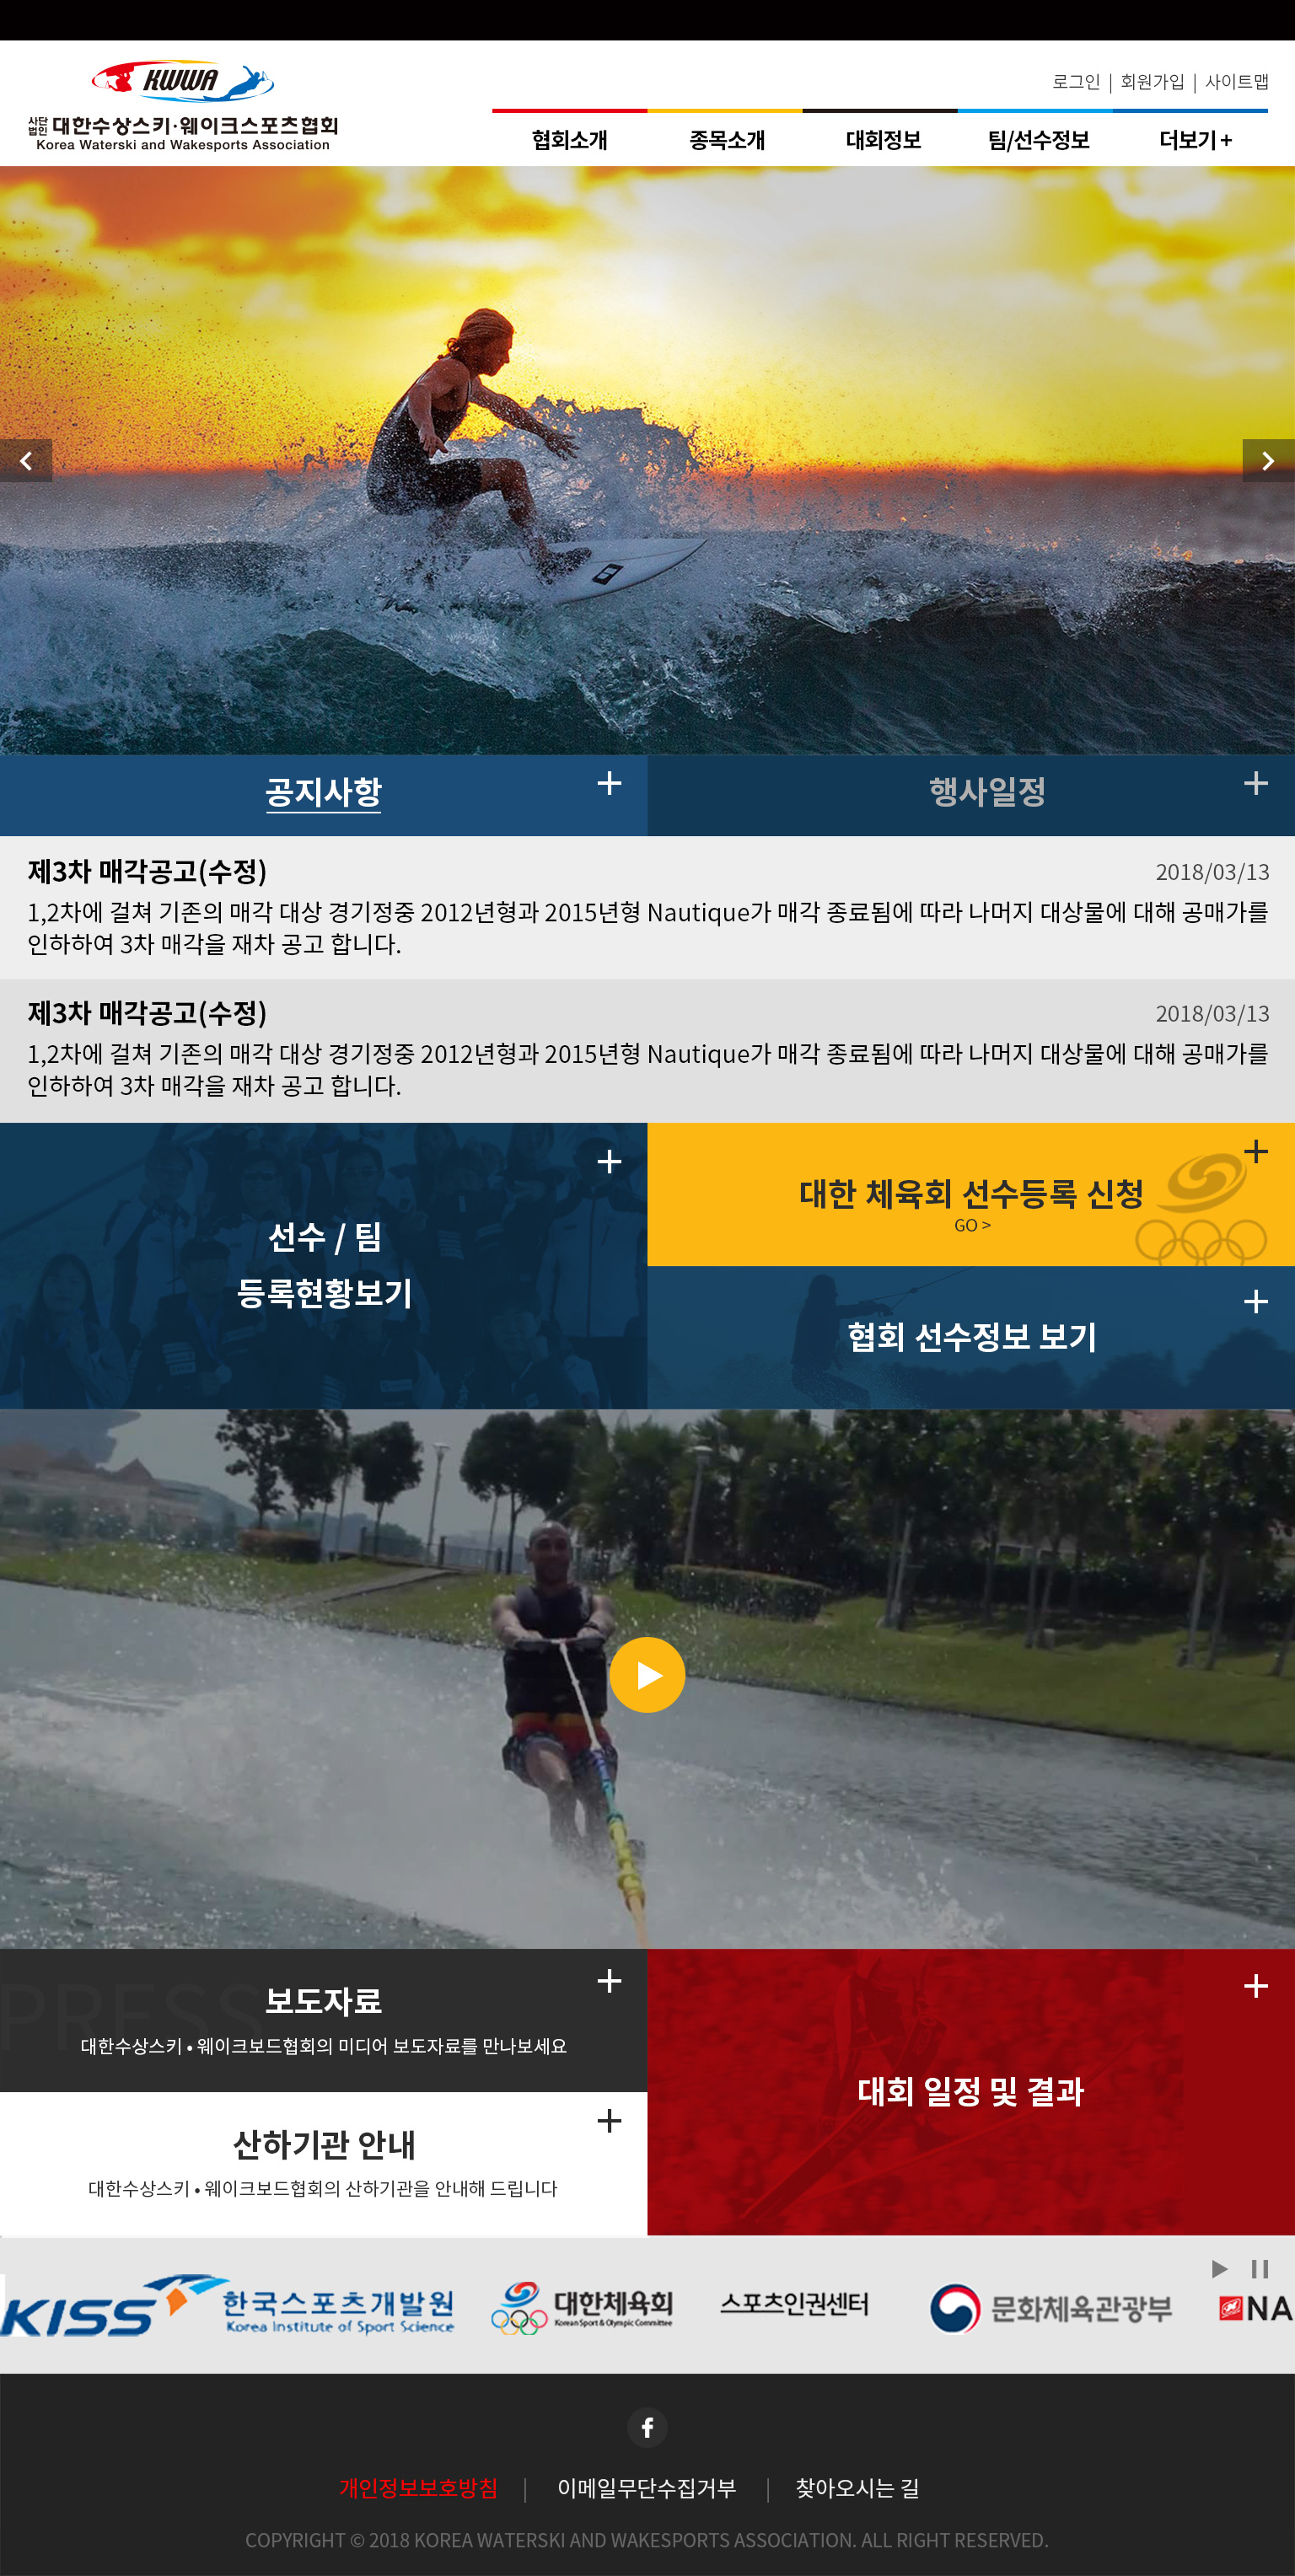 KWWA
로그인 | 회원가입 | 사이트맵
사단법인 대한수상스키·웨이크스포츠협회
Korea Waterski and Wakesports Association
협회소개 종목소개 대회정보 팀/선수정보 더보기 +
공지사항 행사일정
제3차 매각공고(수정) 2018/03/13
1,2차에 걸쳐 기존의 매각 대상 경기정중 2012년형과 2015년형 Nautique가 매각 종료됨에 따라 나머지 대상물에 대해 공매가를
인하하여 3차 매각을 재차 공고 합니다.
제3차 매각공고(수정) 2018/03/13
1,2차에 걸쳐 기존의 매각 대상 경기정중 2012년형과 2015년형 Nautique가 매각 종료됨에 따라 나머지 대상물에 대해 공매가를
인하하여 3차 매각을 재차 공고 합니다.
선수 / 팀
등록현황보기
대한 체육회 선수등록 신청
GO >
협회 선수정보 보기
PRESS
보도자료
대한수상스키 • 웨이크보드협회의 미디어 보도자료를 만나보세요
산하기관 안내
대한수상스키 • 웨이크보드협회의 산하기관을 안내해 드립니다
대회 일정 및 결과
KISS 한국스포츠개발원
Korea Institute of Sport Science
대한체육회
Korean Sport & Olympic Committee
스포츠인권센터
문화체육관광부
NA
개인정보보호방침 | 이메일무단수집거부 | 찾아오시는 길
COPYRIGHT © 2018 KOREA WATERSKI AND WAKESPORTS ASSOCIATION. ALL RIGHT RESERVED.